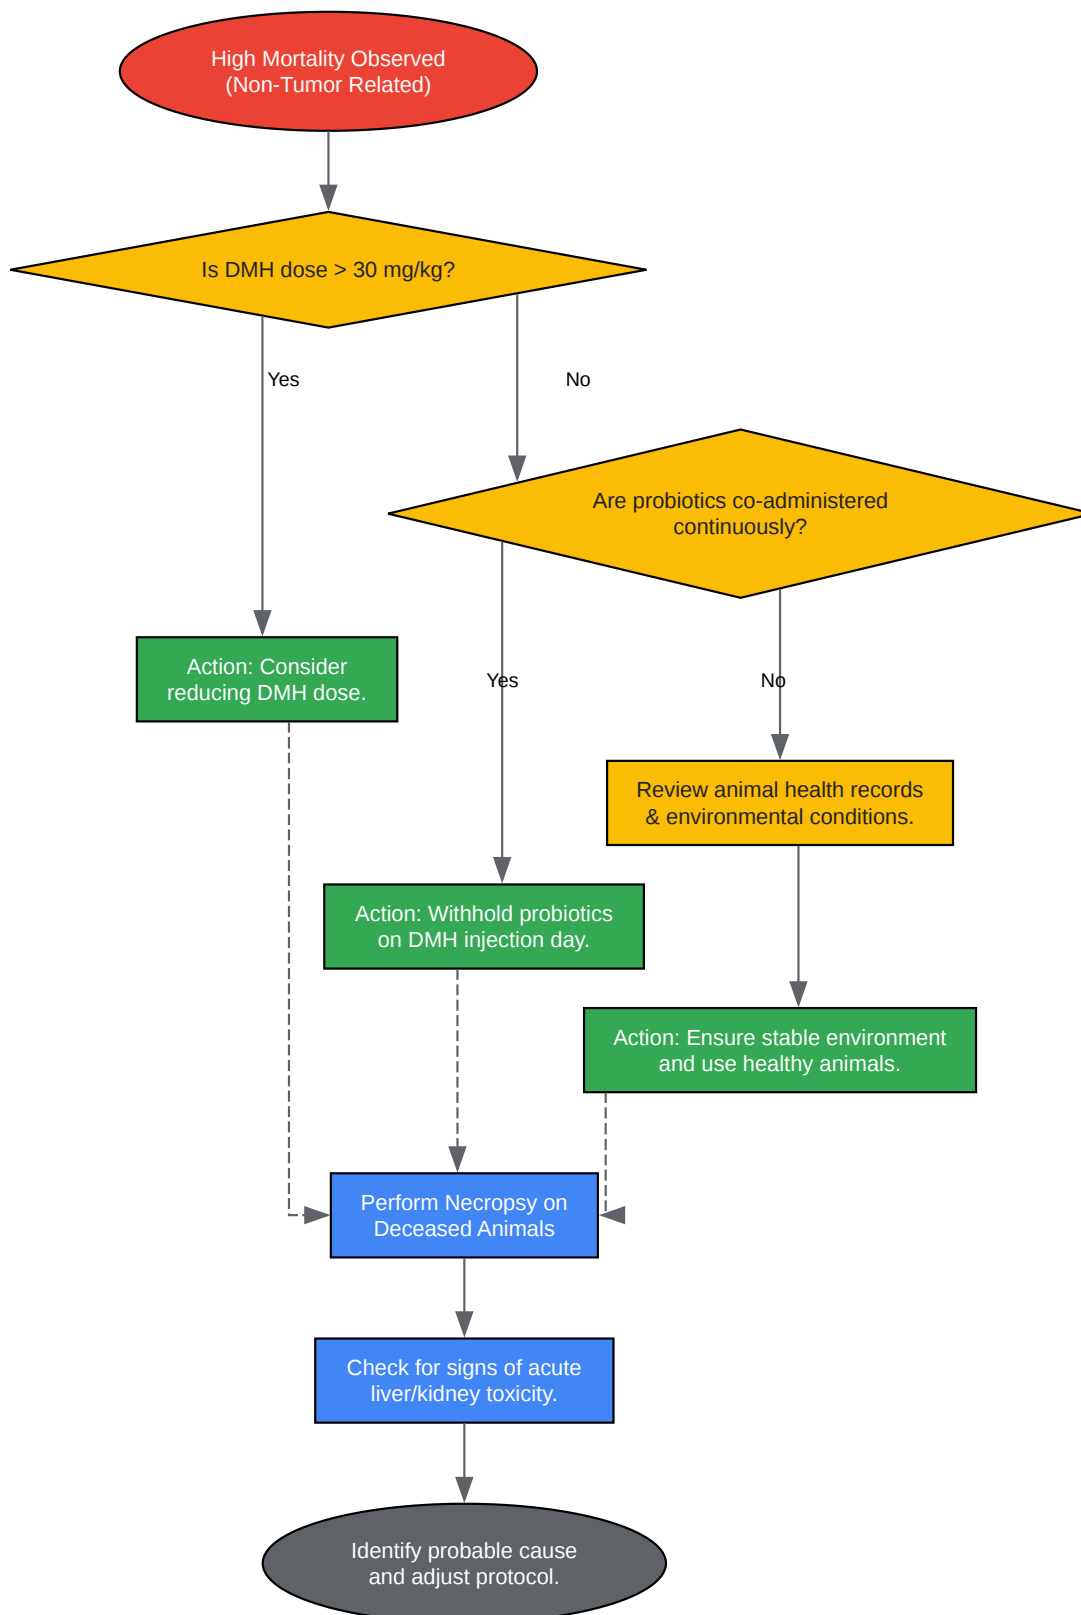 High Mortality Observed
(Non-Tumor Related)
Is DMH dose > 30 mg/kg?
Yes
No
Are probiotics co-administered
continuously?
Action: Consider
reducing DMH dose.
Yes
No
Review animal health records
& environmental conditions.
Action: Withhold probiotics
on DMH injection day.
Action: Ensure stable environment
and use healthy animals.
Perform Necropsy on
Deceased Animals
Check for signs of acute
liver/kidney toxicity.
Identify probable cause
and adjust protocol.